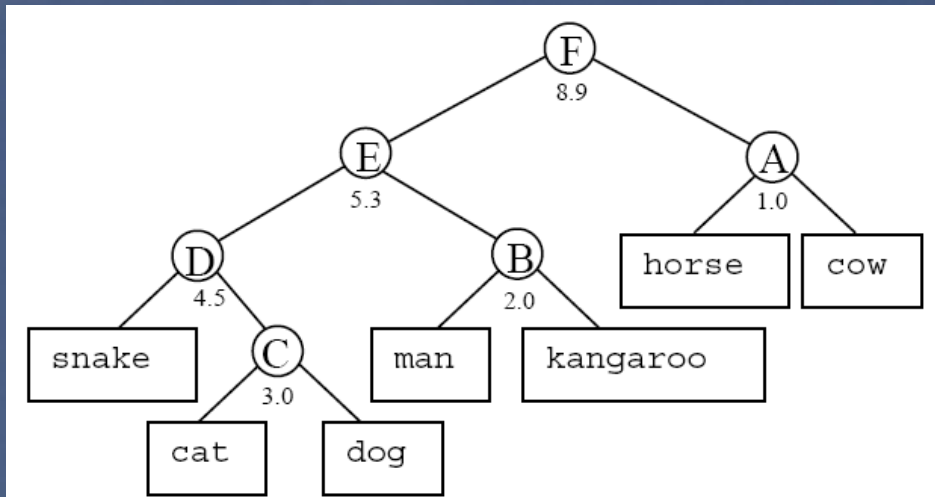 F
8.9
E
A
5.3
1.0
D
B
horse
cow
4.5
2.0
snake
C
man
kangaroo
3.0
cat
dog